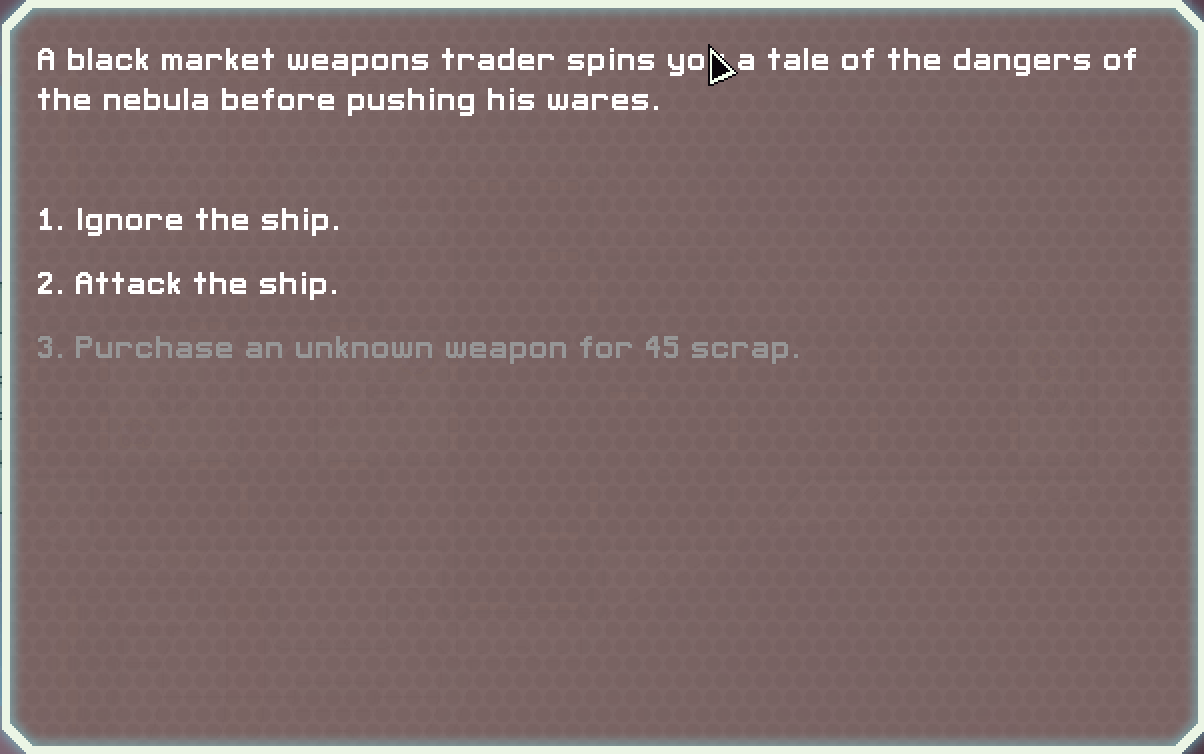 A black market weapons trader spins yo a tale of the dangers of
the nebula before pushing his wares.
1. Ignore the ship.
2. Attack the ship.
3. Purchase an unknown weapon for 45 scrap.